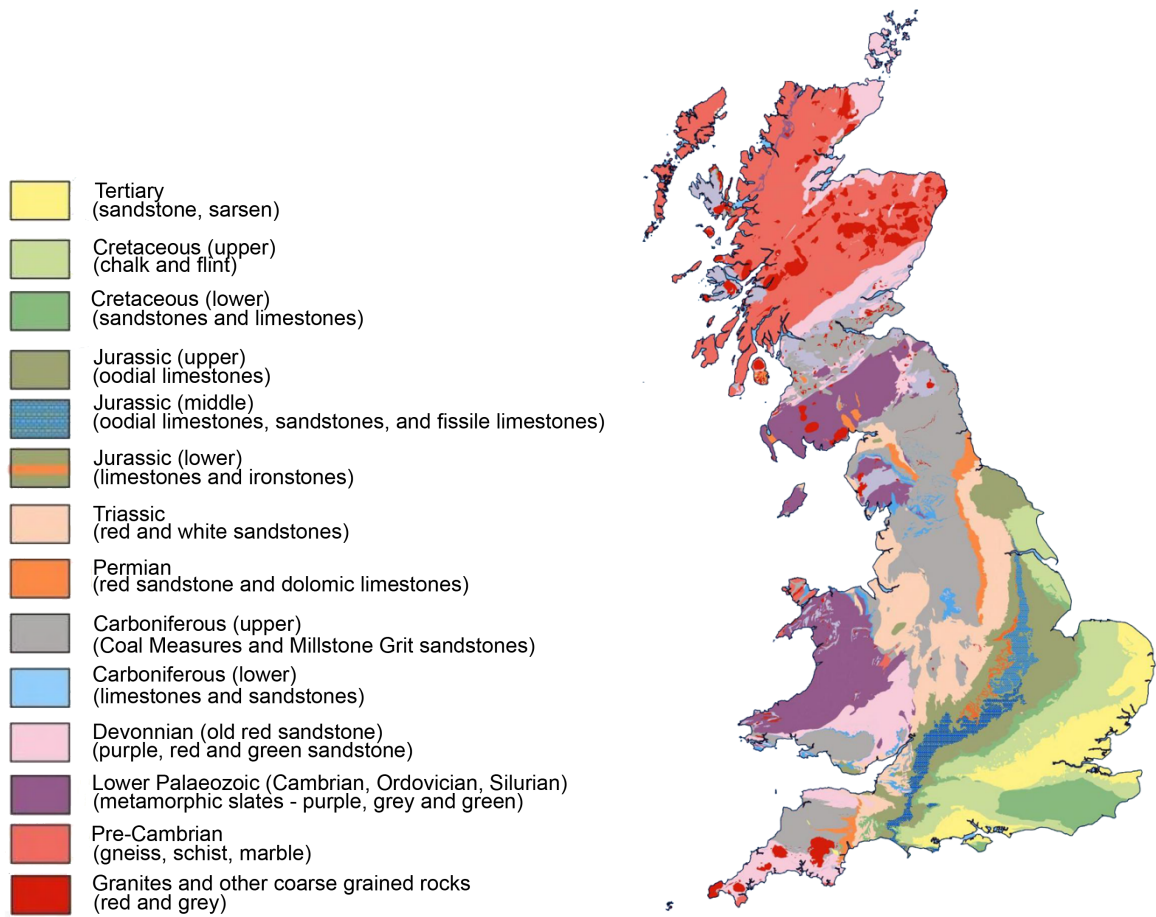 Tertiary
(sandstone, sarsen)
Cretaceous (upper)
(chalk and flint)
Cretaceous (lower)
(sandstones and limestones)
Jurassic (upper)
(oodial limestones)
Jurassic (middle)
(oodial limestones, sandstones, and fissile limestones)
Jurassic (lower)
(limestones and ironstones)
Triassic
(red and white sandstones)
Permian
(red sandstone and dolomic limestones)
Carboniferous (upper)
(Coal Measures and Millstone Grit sandstones)
Carboniferous (lower)
(limestones and sandstones)
Devonnian (old red sandstone)
(purple, red and green sandstone)
Lower Palaeozoic (Cambrian, Ordovician, Silurian)
(metamorphic slates - purple, grey and green)
Pre-Cambrian
(gneiss, schist, marble)
Granites and other coarse grained rocks
(red and grey)